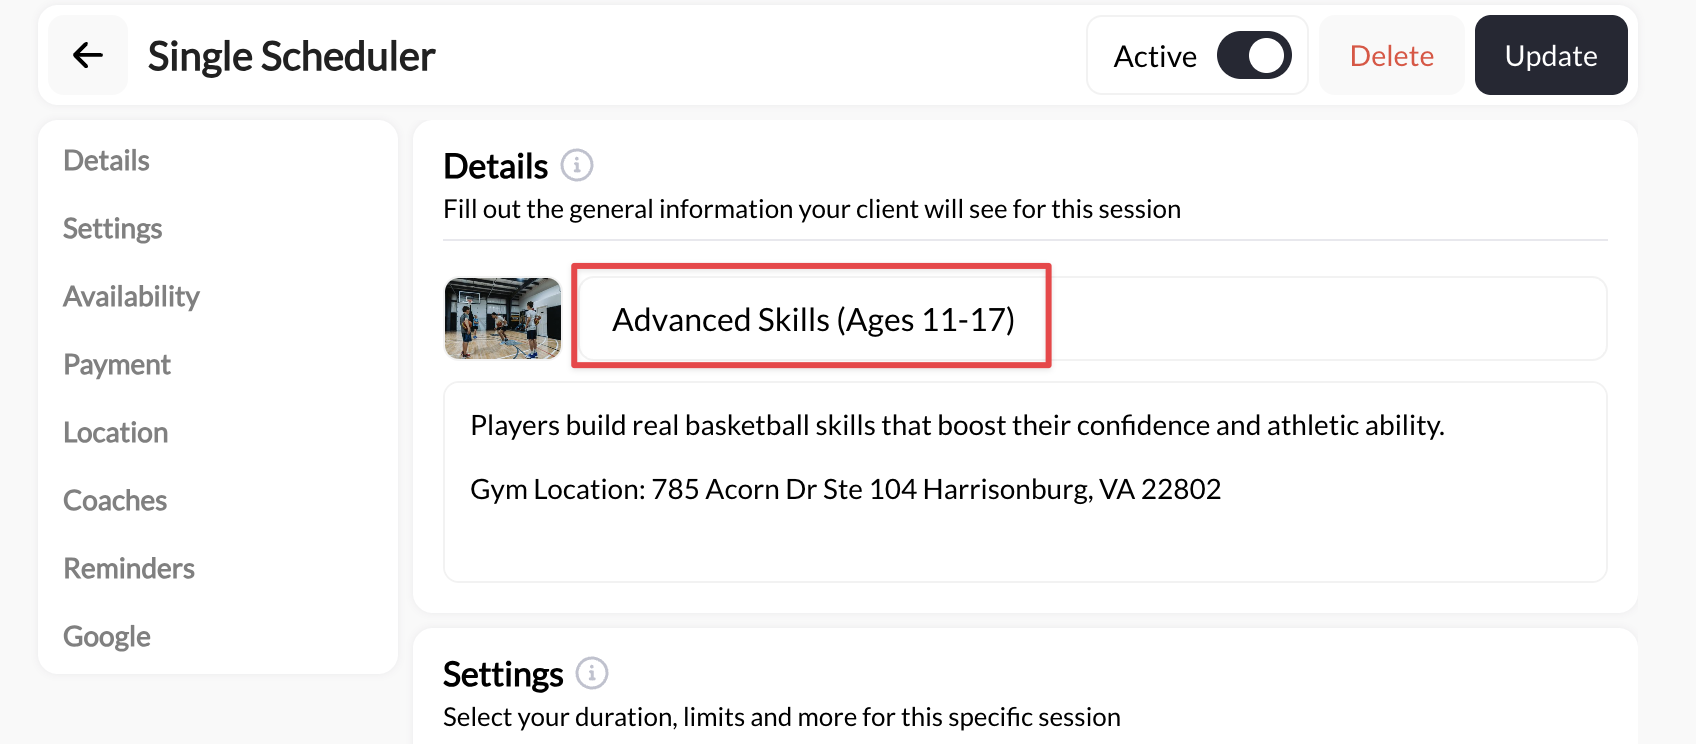 Single Scheduler
Active
Delete
Update
Details
Settings
Availability
Payment
Location
Coaches
Reminders
Google
Details
Fill out the general information your client will see for this session
Advanced Skills (Ages 11-17)
Players build real basketball skills that boost their confidence and athletic ability.
Gym Location: 785 Acorn Dr Ste 104 Harrisonburg, VA 22802
Settings
Select your duration, limits and more for this specific session